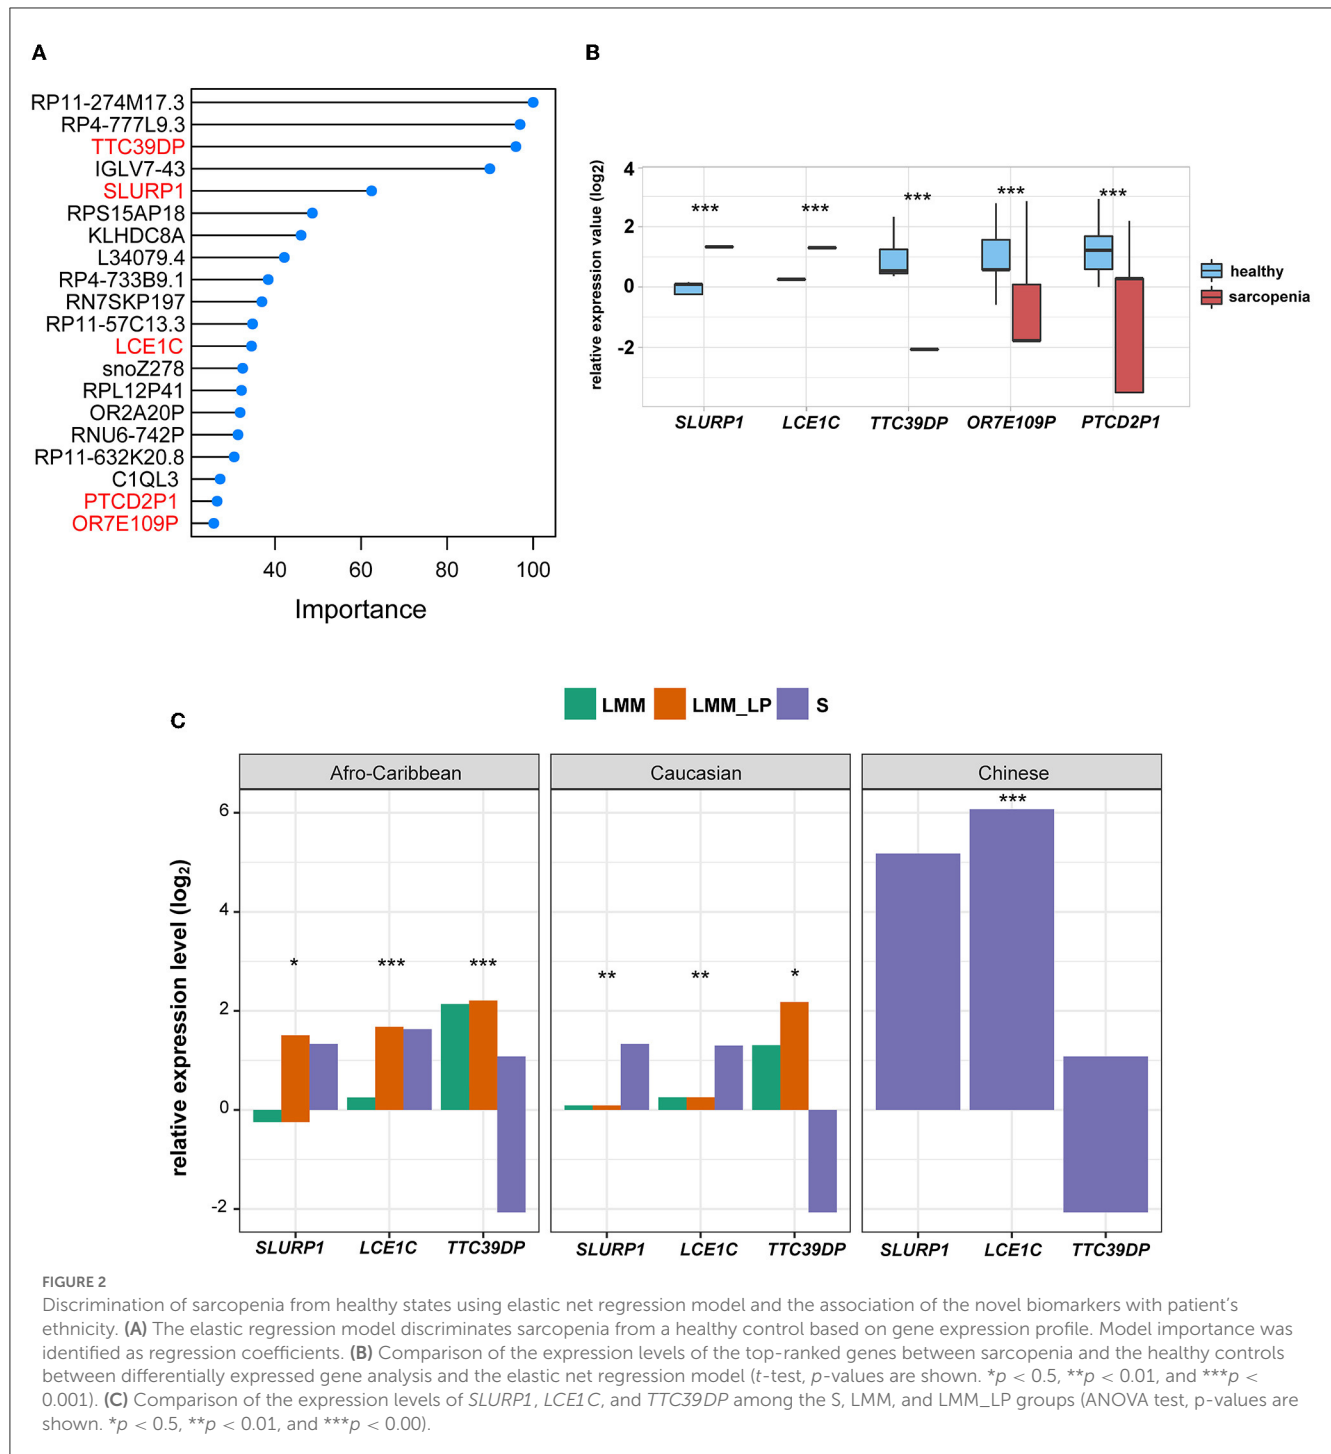 A
RP11-274M17.3
RP4-777L9.3
TTC39DP
IGLV7-43
SLURP1
RPS15AP18
KLHDC8A
L34079.4
RP4-733B9.1
RN7SKP197
RP11-57C13.3
LCE1C
snoZ278
RPL12P41
OR2A20P
RNU6-742P
RP11-632K20.8
C1QL3
PTCD2P1
OR7E109P
40 60 80 100
Importance
B
relative expression value (log2)
4
2
0
-2
*** *** *** *** ***
SLURP1 LCE1C TTC39DP OR7E109P PTCD2P1
healthy
sarcopenia
C
LMM LMM_LP S
Afro-Caribbean Caucasian Chinese
relative expression level (log₂)
6
4
2
0
-2
* *** ***
** ** *
***
SLURP1 LCE1C TTC39DP SLURP1 LCE1C TTC39DP SLURP1 LCE1C TTC39DP
FIGURE 2
Discrimination of sarcopenia from healthy states using elastic net regression model and the association of the novel biomarkers with patient's
ethnicity. (A) The elastic regression model discriminates sarcopenia from a healthy control based on gene expression profile. Model importance was
identified as regression coefficients. (B) Comparison of the expression levels of the top-ranked genes between sarcopenia and the healthy controls
between differentially expressed gene analysis and the elastic net regression model (t-test, p-values are shown. *p < 0.5, **p < 0.01, and ***p <
0.001). (C) Comparison of the expression levels of SLURP1, LCE1C, and TTC39DP among the S, LMM, and LMM_LP groups (ANOVA test, p-values are
shown. *p < 0.5, **p < 0.01, and ***p < 0.00).